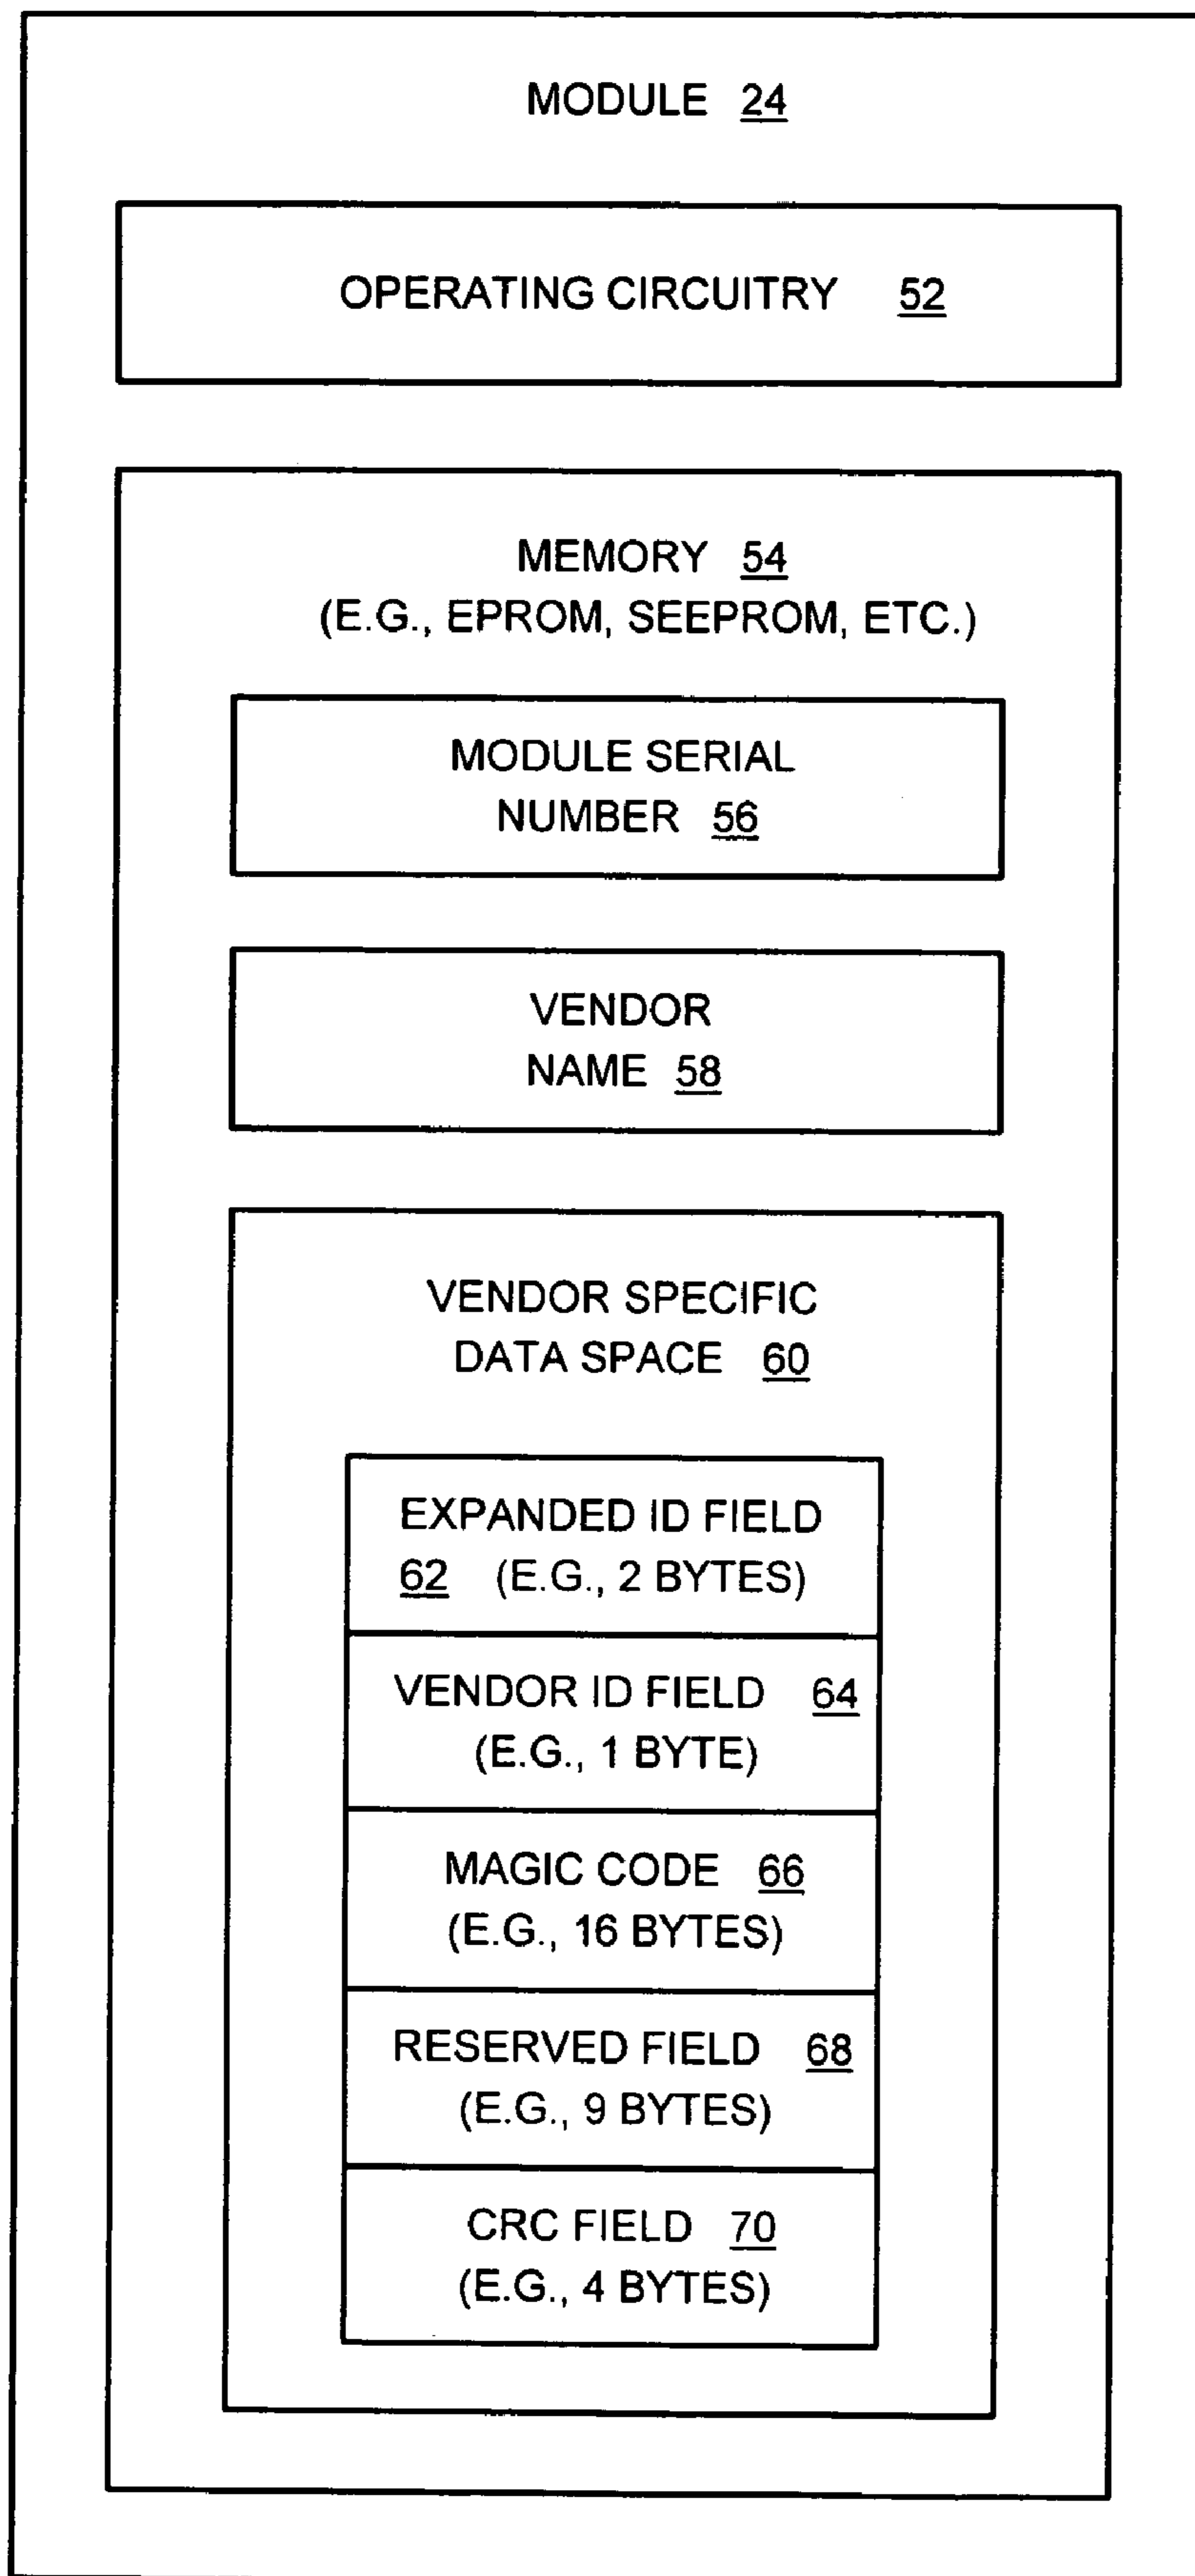 MODULE 24
OPERATING CIRCUITRY 52
MEMORY 54
(E.G., EPROM, SEEPROM, ETC.)
MODULE SERIAL
NUMBER 56
VENDOR
NAME 58
VENDOR SPECIFIC
DATA SPACE 60
EXPANDED ID FIELD
62 (E.G., 2 BYTES)
VENDOR ID FIELD 64
(E.G., 1 BYTE)
MAGIC CODE 66
(E.G., 16 BYTES)
RESERVED FIELD 68
(E.G., 9 BYTES)
CRC FIELD 70
(E.G., 4 BYTES)